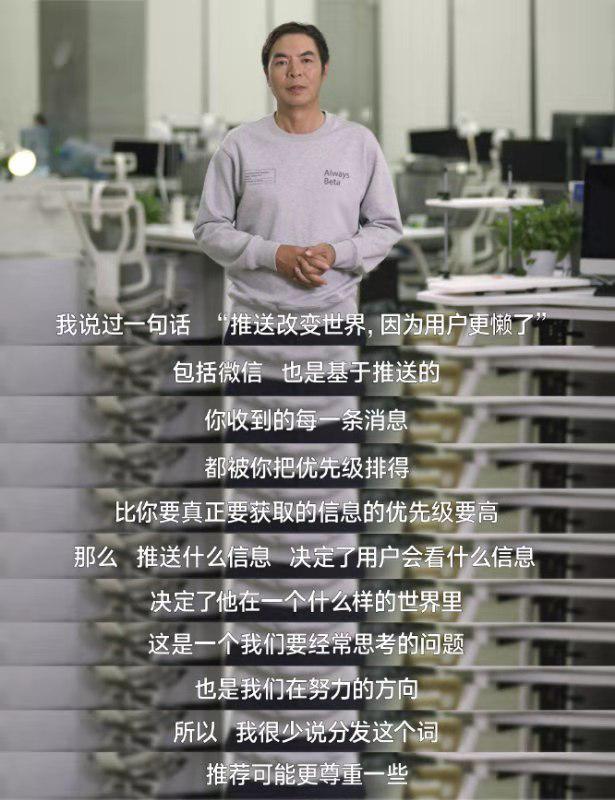 Always
Beta
我说过一句话 “推送改变世界，因为用户更懒了”
包括微信 也是基于推送的
你收到的每一条消息
都被你把优先级排得
比你要真正要获取的信息的优先级要高
那么 推送什么信息 决定了用户会看什么信息
决定了他在一个什么样的世界里
这是一个我们要经常思考的问题
也是我们在努力的方向
所以 我很少说分发这个词
推荐可能更尊重一些